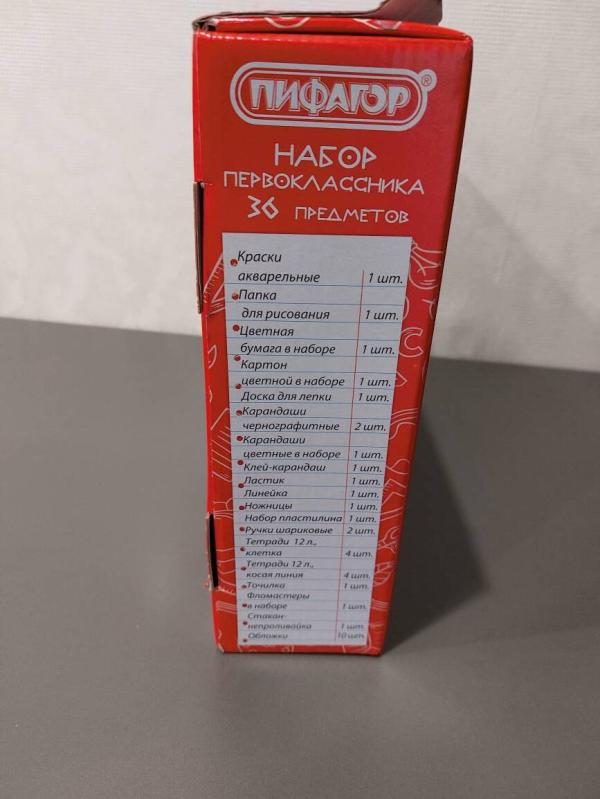 ПИФАГОР®
НАБОР
ПЕРВОКЛАССНИКА
36 ПРЕДМЕТОВ
Краски
акварельные 1 шт.
Папка
для рисования 1 шт.
Цветная
бумага в наборе 1 шт.
Картон
цветной в наборе 1 шт.
Доска для лепки 1 шт.
Карандаши
чернографитные 2 шт.
Карандаши
цветные в наборе 1 шт.
Клей-карандаш 1 шт.
Ластик 1 шт.
Линейка 1 шт.
Ножницы 1 шт.
Набор пластилина 1 шт.
Ручки шариковые 2 шт.
Тетради 12 л.,
клетка 4 шт.
Тетради 12 л.,
косая линия 4 шт.
Точилка 1 шт.
Фломастеры
в наборе 1 шт.
Стакан-
непроливайка 1 шт.
Обложки 10 шт.